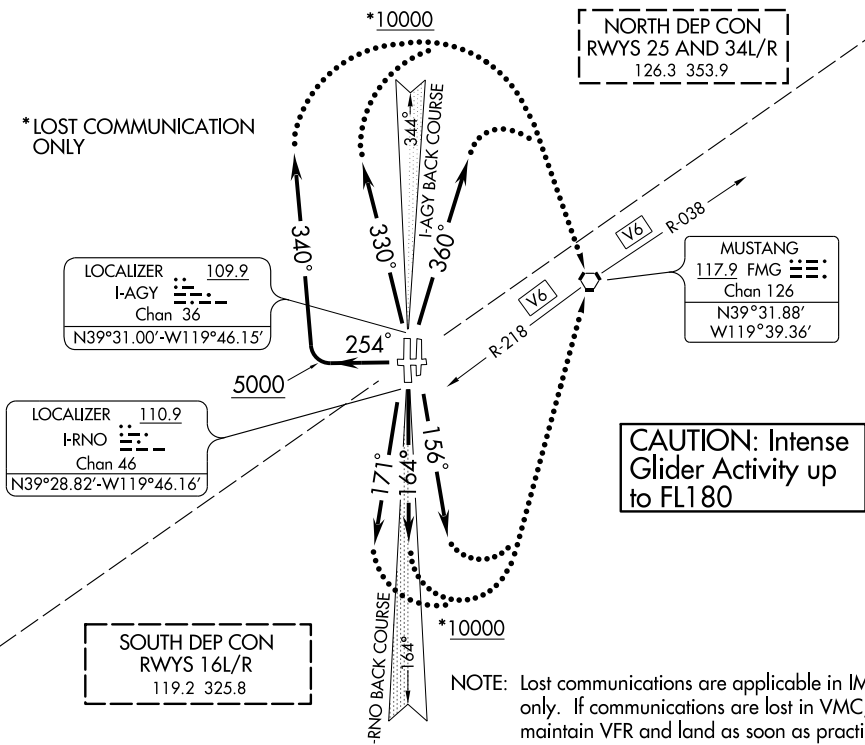 *10000
NORTH DEP CON
RWYS 25 AND 34L/R
126.3 353.9
*LOST COMMUNICATION
ONLY
344°
I-AGY BACK COURSE
340°
330°
360°
V6
R-038
V6
R-218
MUSTANG
117.9 FMG
Chan 126
N39°31.88'
W119°39.36'
LOCALIZER 109.9
I-AGY
Chan 36
N39°31.00'-W119°46.15'
254°
5000
LOCALIZER 110.9
I-RNO
Chan 46
N39°28.82'-W119°46.16'
171°
164°
156°
CAUTION: Intense
Glider Activity up
to FL180
*10000
-RNO BACK COURSE
164°
SOUTH DEP CON
RWYS 16L/R
119.2 325.8
NOTE: Lost communications are applicable in IM
only. If communications are lost in VMC,
maintain VFR and land as soon as practi